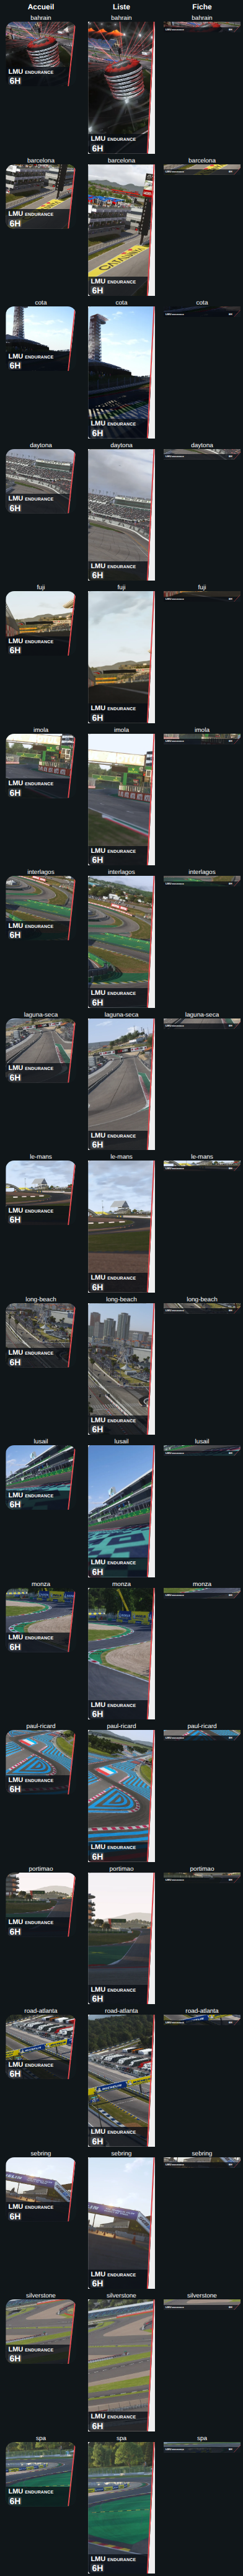 Accueil Liste Fiche
bahrain bahrain bahrain
LMU ENDURANCE
6H
LMU ENDURANCE
6H
barcelona barcelona barcelona
LMU ENDURANCE
6H
LMU ENDURANCE
6H
cota cota cota
LMU ENDURANCE
6H
LMU ENDURANCE
6H
daytona daytona daytona
LMU ENDURANCE
6H
LMU ENDURANCE
6H
fuji fuji fuji
LMU ENDURANCE
6H
LMU ENDURANCE
6H
imola imola imola
LMU ENDURANCE
6H
LMU ENDURANCE
6H
interlagos interlagos interlagos
LMU ENDURANCE
6H
LMU ENDURANCE
6H
laguna-seca laguna-seca laguna-seca
LMU ENDURANCE
6H
LMU ENDURANCE
6H
le-mans le-mans le-mans
LMU ENDURANCE
6H
LMU ENDURANCE
6H
long-beach long-beach long-beach
LMU ENDURANCE
6H
LMU ENDURANCE
6H
lusail lusail lusail
LMU ENDURANCE
6H
LMU ENDURANCE
6H
monza monza monza
LMU ENDURANCE
6H
LMU ENDURANCE
6H
paul-ricard paul-ricard paul-ricard
LMU ENDURANCE
6H
LMU ENDURANCE
6H
portimao portimao portimao
LMU ENDURANCE
6H
LMU ENDURANCE
6H
road-atlanta road-atlanta road-atlanta
MICHELIN
LMU ENDURANCE
6H
MICHELIN
LMU ENDURANCE
6H
sebring sebring sebring
LMU ENDURANCE
6H
LMU ENDURANCE
6H
silverstone silverstone silverstone
LMU ENDURANCE
6H
LMU ENDURANCE
6H
spa spa spa
LMU ENDURANCE
6H
LMU ENDURANCE
6H